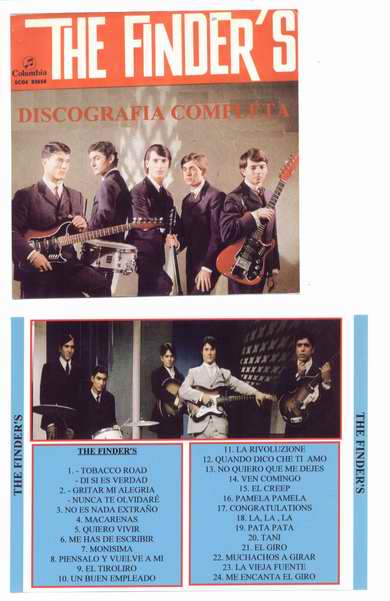 THE FINDER'S
Columbia
SCGE 80858
DISCOGRAFIA COMPLETA
THE FINDER'S
THE FINDER'S
1. - TOBACCO ROAD
- DI SI ES VERDAD
2. - GRITAR MI ALEGRIA
- NUNCA TE OLVIDARÉ
3. NO ES NADA EXTRAÑO
4. MACARENAS
5. QUIERO VIVIR
6. ME HAS DE ESCRIBIR
7. MONISIMA
8. PIENSALO Y VUELVE A MI
9. EL TIROLIRO
10. UN BUEN EMPLEADO
11. LA RIVOLUZIONE
12. QUANDO DICO CHE TI AMO
13. NO QUIERO QUE ME DEJES
14. VEN COMINGO
15. EL CREEP
16. PAMELA PAMELA
17. CONGRATULATIONS
18. LA, LA , LA
19. PATA PATA
20. TANI
21. EL GIRO
22. MUCHACHOS A GIRAR
23. LA VIEJA FUENTE
24. ME ENCANTA EL GIRO
THE FINDER'S